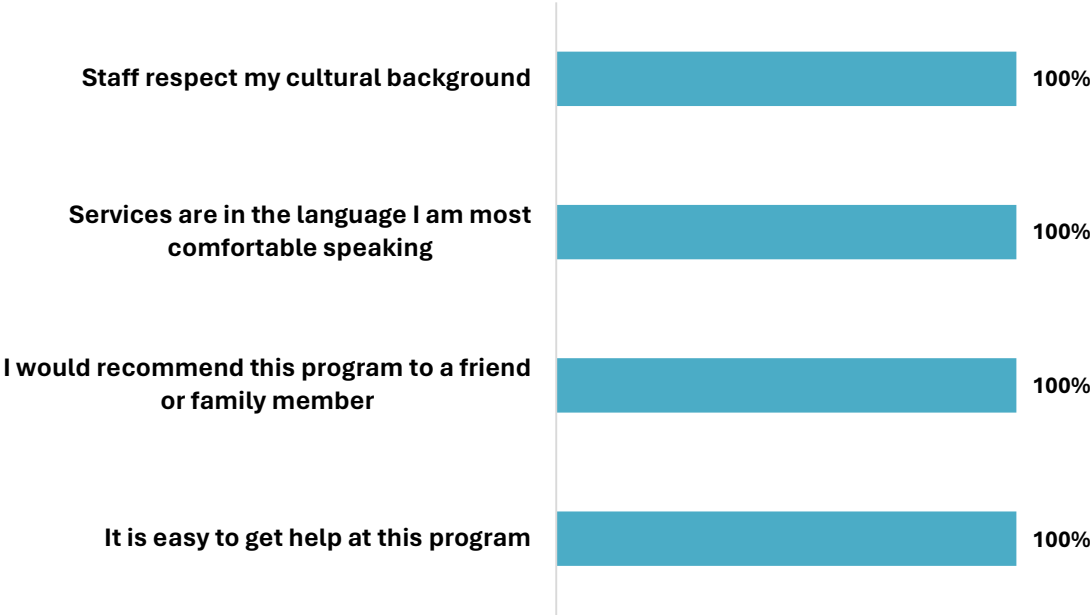 Staff respect my cultural background
100%
Services are in the language I am most
comfortable speaking
100%
I would recommend this program to a friend
or family member
100%
It is easy to get help at this program
100%